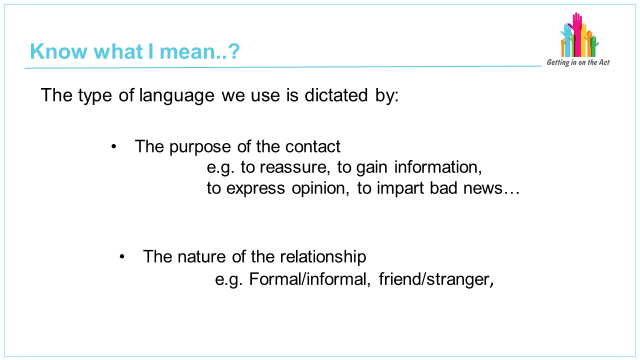 Know what I mean..?
Getting in on the Act
The type of language we use is dictated by:
• The purpose of the contact
e.g. to reassure, to gain information,
to express opinion, to impart bad news…
• The nature of the relationship
e.g. Formal/informal, friend/stranger,